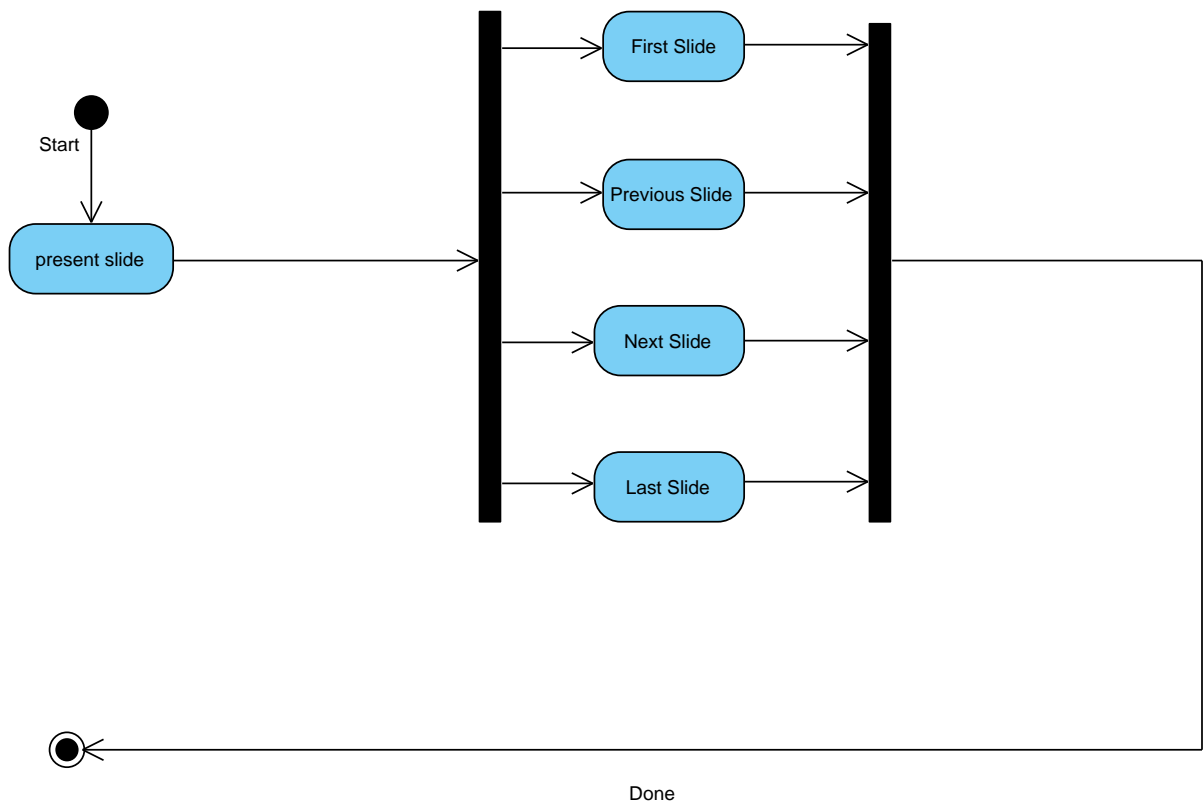 Start
present slide
First Slide
Previous Slide
Next Slide
Last Slide
Done